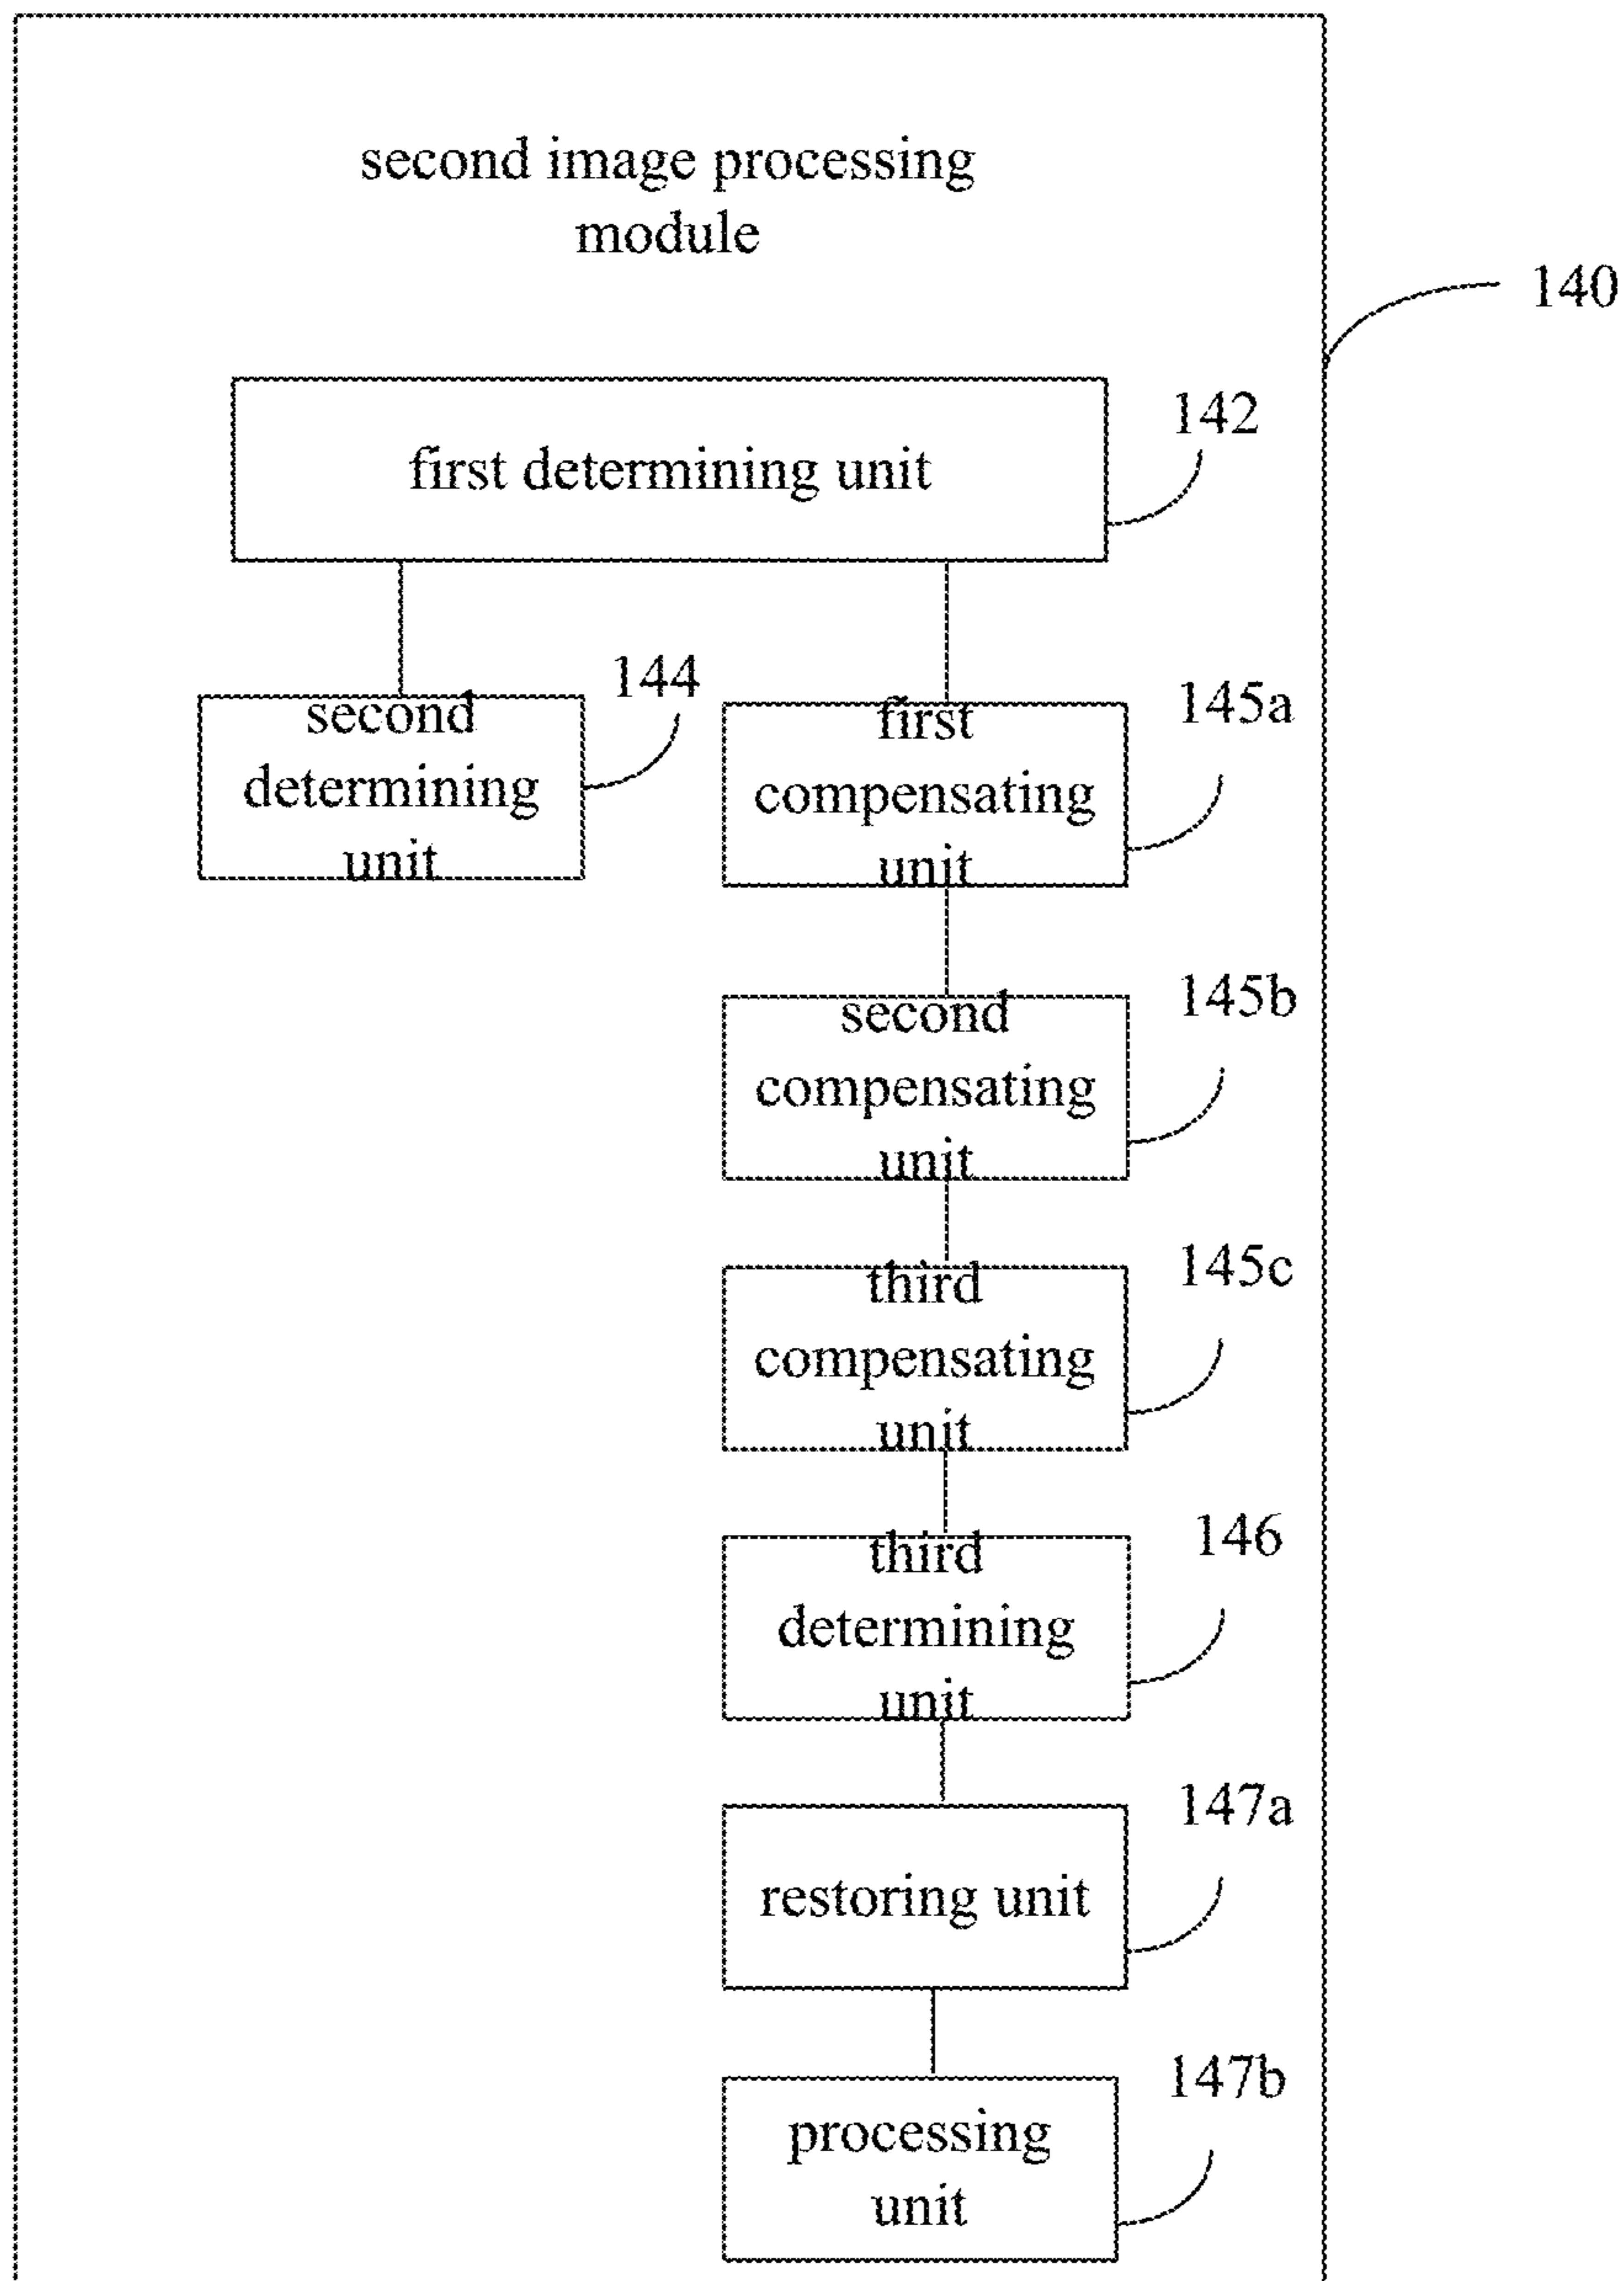 second image processing
module
140
142
first determining unit
144
second
determining
unit
145a
first
compensating
unit
145b
second
compensating
unit
145c
third
compensating
unit
146
third
determining
unit
147a
restoring unit
147b
processing
unit